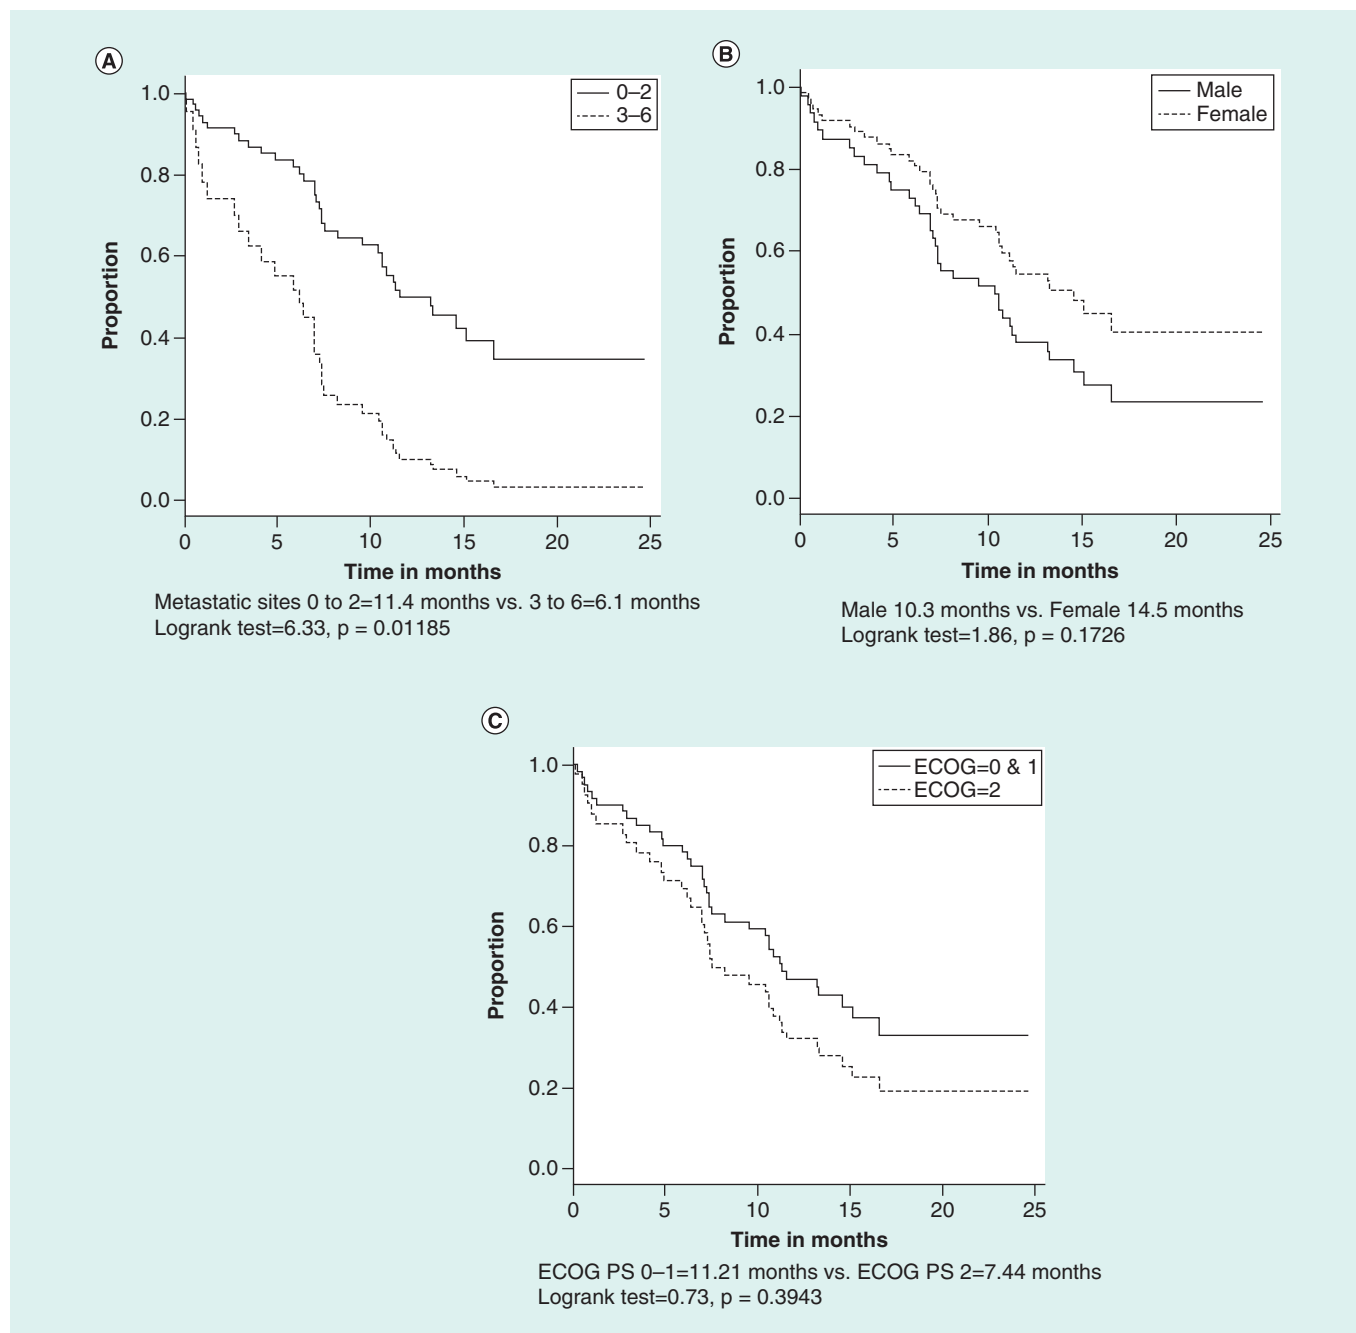 A
1.0
0.8
0.6
0.4
0.2
0.0
Proportion
0–2
3–6
0 5 10 15 20 25
Time in months
Metastatic sites 0 to 2=11.4 months vs. 3 to 6=6.1 months
Logrank test=6.33, p = 0.01185
B
1.0
0.8
0.6
0.4
0.2
0.0
Proportion
Male
Female
0 5 10 15 20 25
Time in months
Male 10.3 months vs. Female 14.5 months
Logrank test=1.86, p = 0.1726
C
1.0
0.8
0.6
0.4
0.2
0.0
Proportion
ECOG=0 & 1
ECOG=2
0 5 10 15 20 25
Time in months
ECOG PS 0–1=11.21 months vs. ECOG PS 2=7.44 months
Logrank test=0.73, p = 0.3943